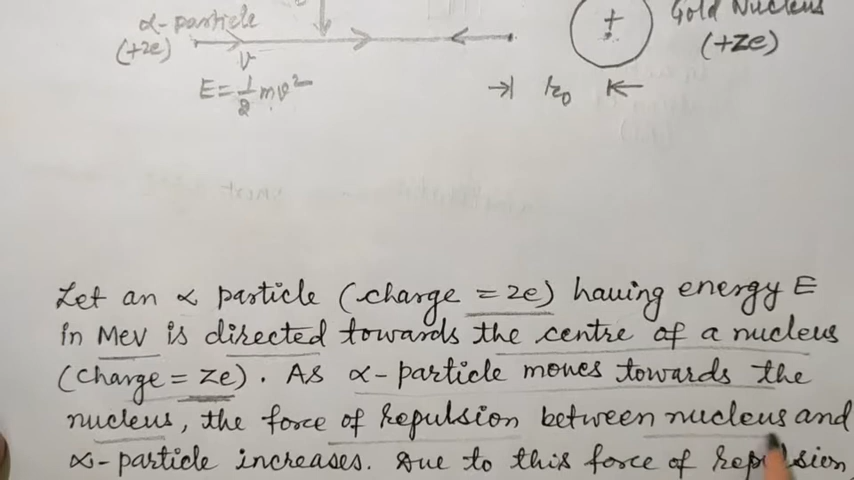 α-particle
(+2e)
v
E = 1/2 mv²
+
Gold Nucleus
(+Ze)
r₀
Let an α particle (charge = 2e) having energy E
in MeV is directed towards the centre of a nucleus
(charge = Ze). As α-particle moves towards the
nucleus, the force of repulsion between nucleus and
α-particle increases. Due to this force of repulsion